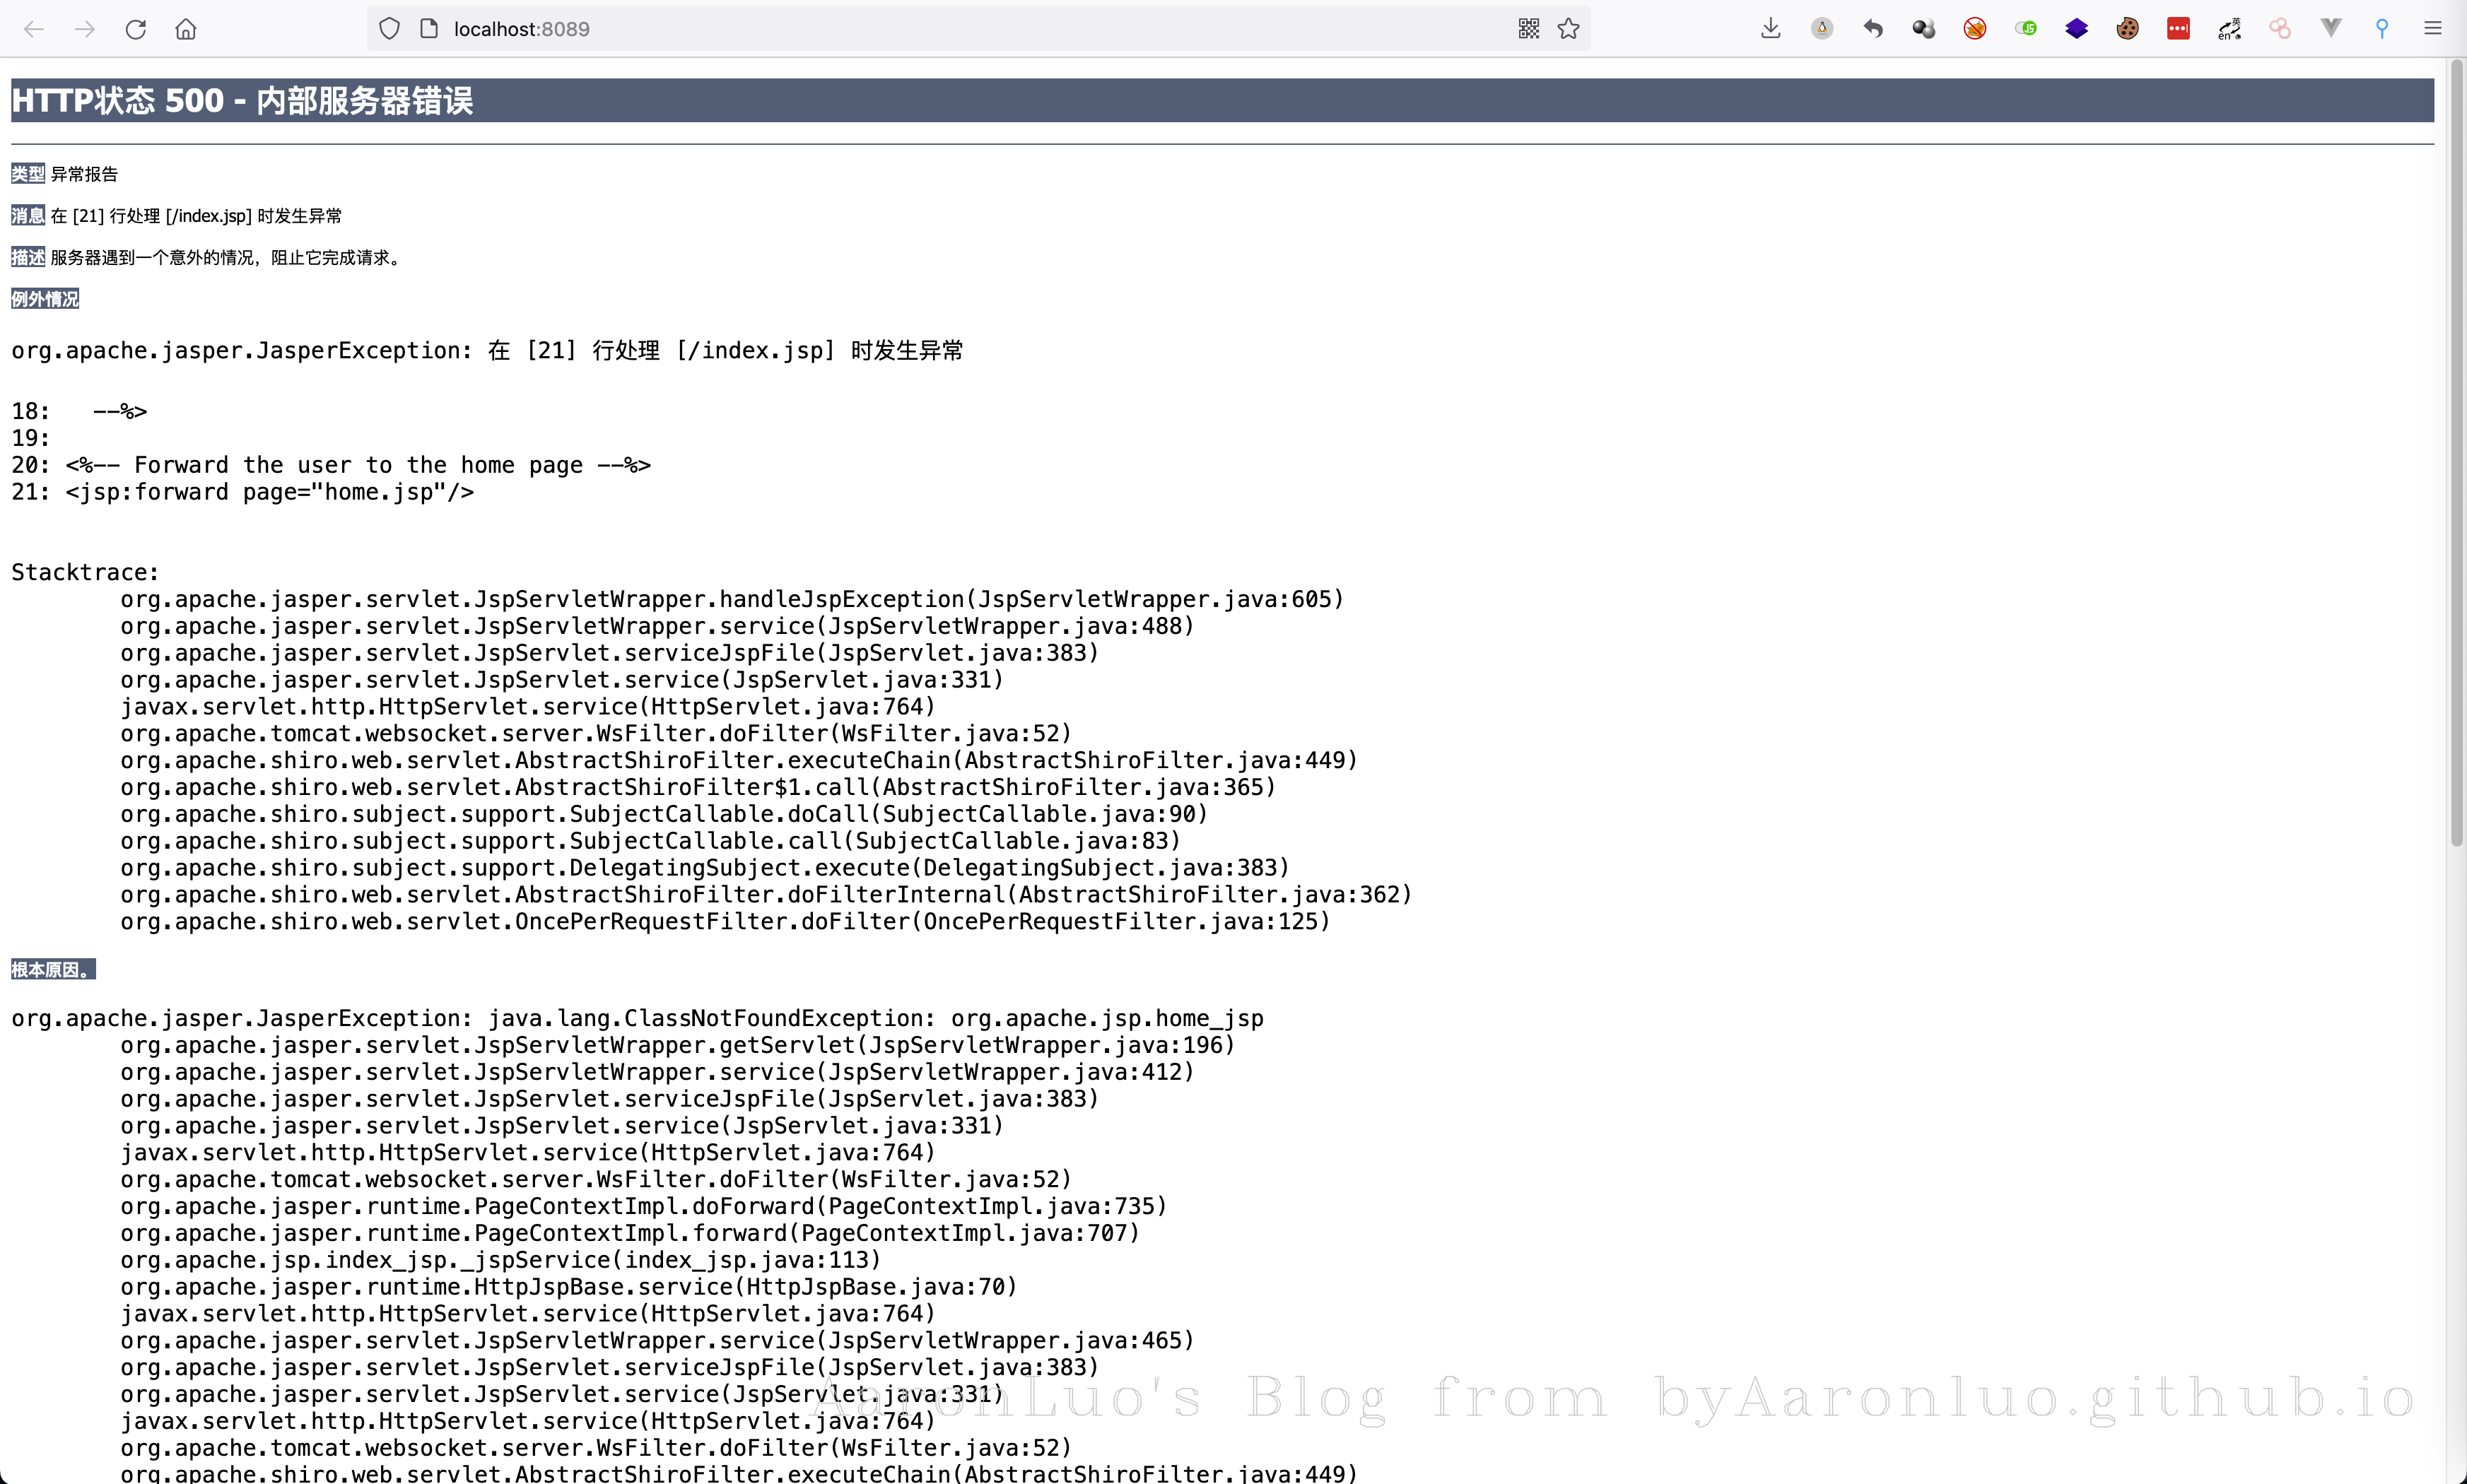 localhost:8089
HTTP状态 500 - 内部服务器错误
类型 异常报告
消息 在 [21] 行处理 [/index.jsp] 时发生异常
描述 服务器遇到一个意外的情况，阻止它完成请求。
例外情况
org.apache.jasper.JasperException: 在 [21] 行处理 [/index.jsp] 时发生异常
18:   --%>
19:
20: <%-- Forward the user to the home page --%>
21: <jsp:forward page="home.jsp"/>
Stacktrace:
org.apache.jasper.servlet.JspServletWrapper.handleJspException(JspServletWrapper.java:605)
org.apache.jasper.servlet.JspServletWrapper.service(JspServletWrapper.java:488)
org.apache.jasper.servlet.JspServlet.serviceJspFile(JspServlet.java:383)
org.apache.jasper.servlet.JspServlet.service(JspServlet.java:331)
javax.servlet.http.HttpServlet.service(HttpServlet.java:764)
org.apache.tomcat.websocket.server.WsFilter.doFilter(WsFilter.java:52)
org.apache.shiro.web.servlet.AbstractShiroFilter.executeChain(AbstractShiroFilter.java:449)
org.apache.shiro.web.servlet.AbstractShiroFilter$1.call(AbstractShiroFilter.java:365)
org.apache.shiro.subject.support.SubjectCallable.doCall(SubjectCallable.java:90)
org.apache.shiro.subject.support.SubjectCallable.call(SubjectCallable.java:83)
org.apache.shiro.subject.support.DelegatingSubject.execute(DelegatingSubject.java:383)
org.apache.shiro.web.servlet.AbstractShiroFilter.doFilterInternal(AbstractShiroFilter.java:362)
org.apache.shiro.web.servlet.OncePerRequestFilter.doFilter(OncePerRequestFilter.java:125)
根本原因。
org.apache.jasper.JasperException: java.lang.ClassNotFoundException: org.apache.jsp.home_jsp
org.apache.jasper.servlet.JspServletWrapper.getServlet(JspServletWrapper.java:196)
org.apache.jasper.servlet.JspServletWrapper.service(JspServletWrapper.java:412)
org.apache.jasper.servlet.JspServlet.serviceJspFile(JspServlet.java:383)
org.apache.jasper.servlet.JspServlet.service(JspServlet.java:331)
javax.servlet.http.HttpServlet.service(HttpServlet.java:764)
org.apache.tomcat.websocket.server.WsFilter.doFilter(WsFilter.java:52)
org.apache.jasper.runtime.PageContextImpl.doForward(PageContextImpl.java:735)
org.apache.jasper.runtime.PageContextImpl.forward(PageContextImpl.java:707)
org.apache.jsp.index_jsp._jspService(index_jsp.java:113)
org.apache.jasper.runtime.HttpJspBase.service(HttpJspBase.java:70)
javax.servlet.http.HttpServlet.service(HttpServlet.java:764)
org.apache.jasper.servlet.JspServletWrapper.service(JspServletWrapper.java:465)
org.apache.jasper.servlet.JspServlet.serviceJspFile(JspServlet.java:383)
org.apache.jasper.servlet.JspServlet.service(JspServlet.java:331)
AaronLuo's Blog from byAaronluo.github.io
javax.servlet.http.HttpServlet.service(HttpServlet.java:764)
org.apache.tomcat.websocket.server.WsFilter.doFilter(WsFilter.java:52)
org.apache.shiro.web.servlet.AbstractShiroFilter.executeChain(AbstractShiroFilter.java:449)